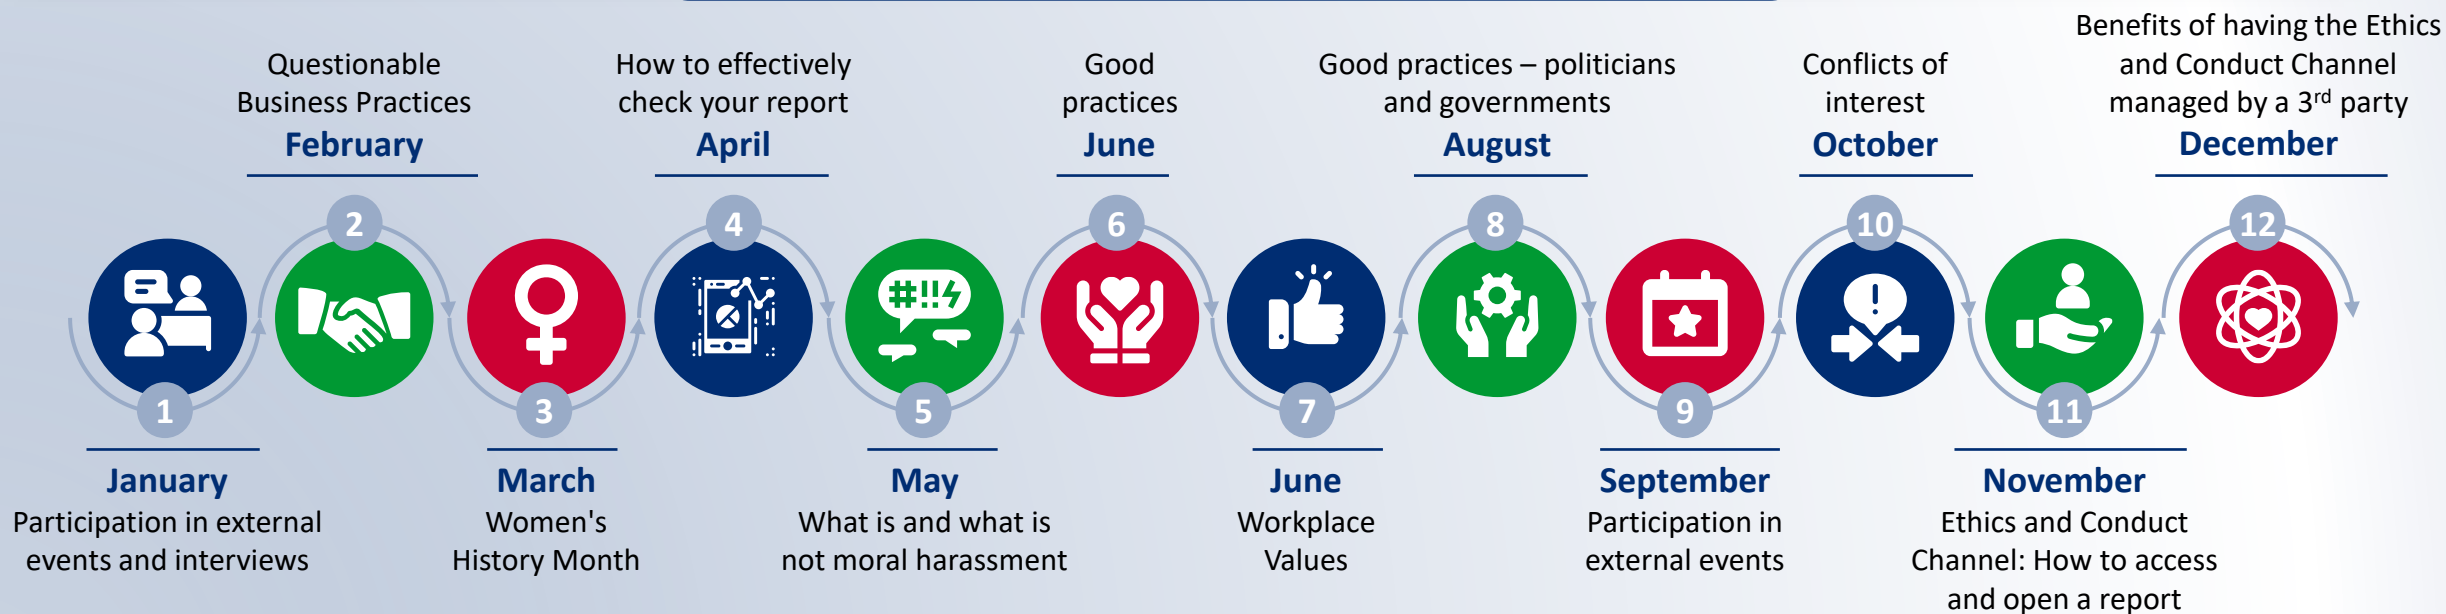 Questionable
Business Practices
February
How to effectively
check your report
April
Good
practices
June
Good practices – politicians
and governments
August
Conflicts of
interest
October
Benefits of having the Ethics
and Conduct Channel
managed by a 3rd party
December
2
4
6
8
10
12
#!!
1
3
5
7
9
11
January
Participation in external
events and interviews
March
Women's
History Month
May
What is and what is
not moral harassment
June
Workplace
Values
September
Participation in
external events
November
Ethics and Conduct
Channel: How to access
and open a report